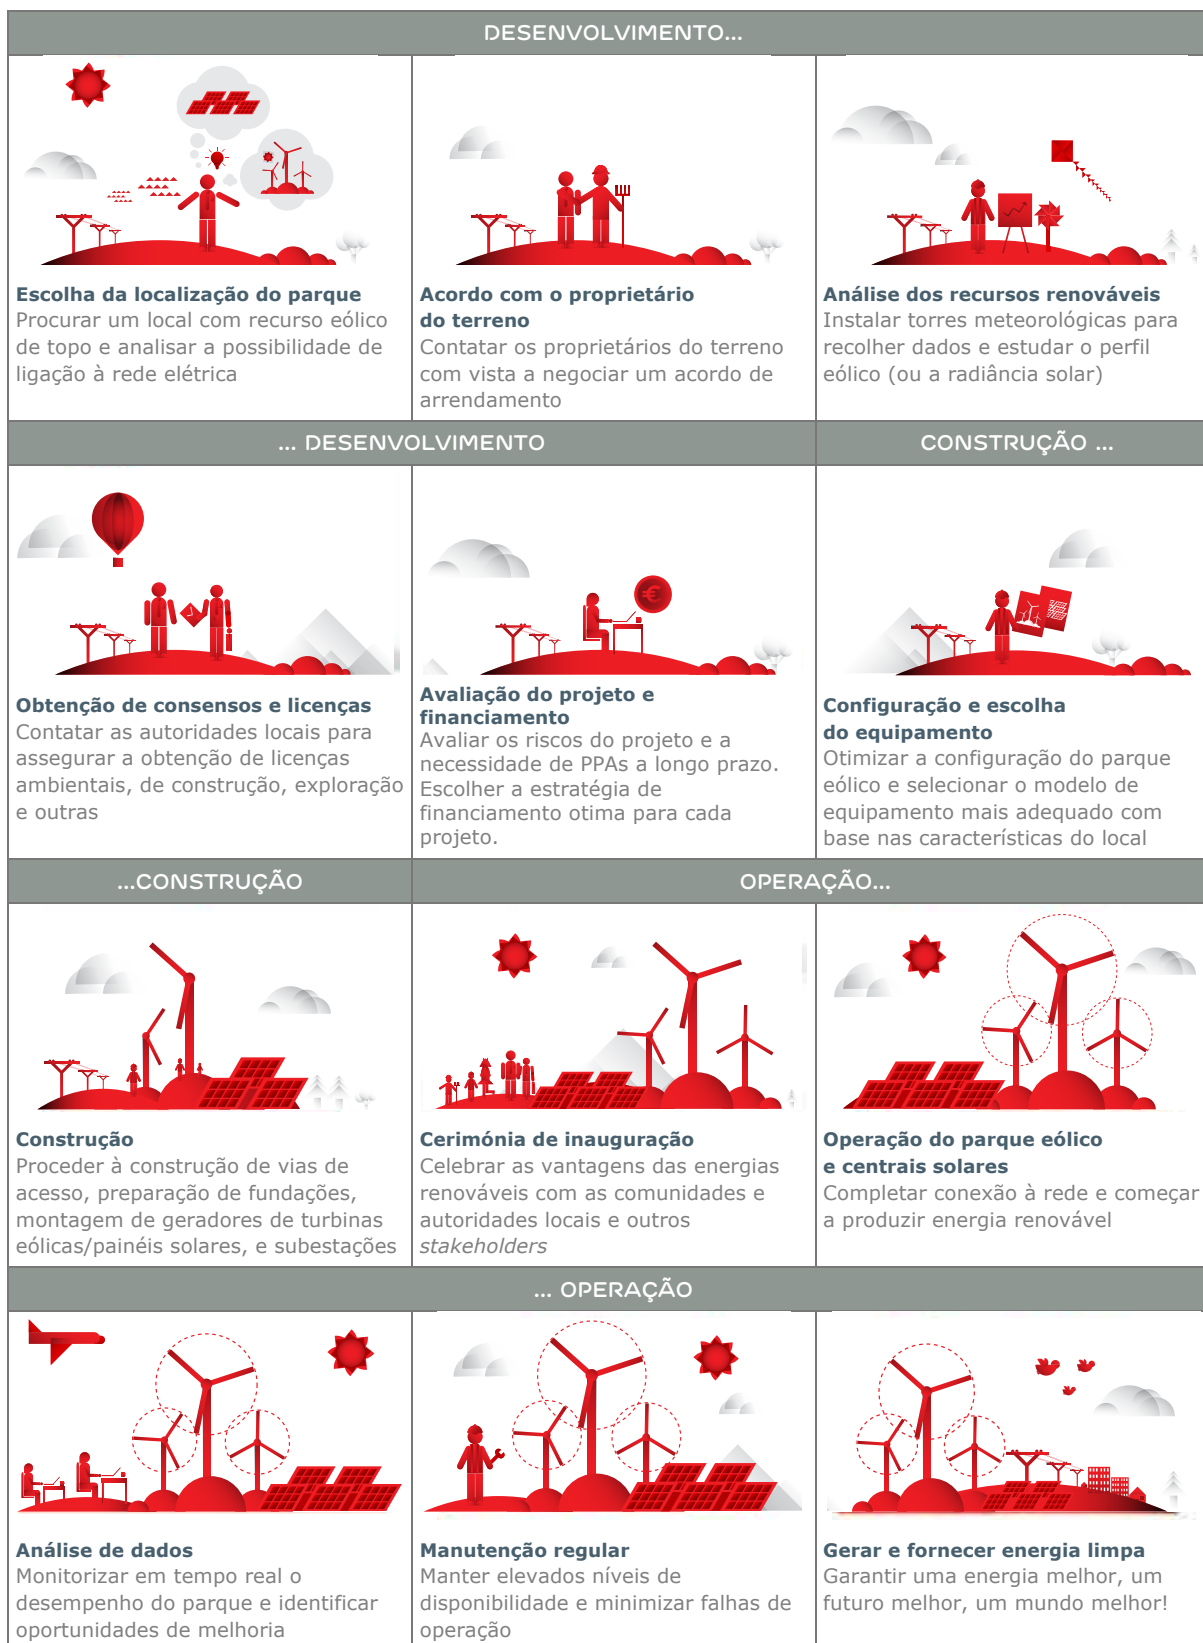 DESENVOLVIMENTO...
Escolha da localização do parque
Procurar um local com recurso eólico
de topo e analisar a possibilidade de
ligação à rede elétrica
Acordo com o proprietário
do terreno
Contatar os proprietários do terreno
com vista a negociar um acordo de
arrendamento
Análise dos recursos renováveis
Instalar torres meteorológicas para
recolher dados e estudar o perfil
eólico (ou a radiância solar)
... DESENVOLVIMENTO
CONSTRUÇÃO ...
€
Obtenção de consensos e licenças
Contatar as autoridades locais para
assegurar a obtenção de licenças
ambientais, de construção, exploração
e outras
Avaliação do projeto e
financiamento
Avaliar os riscos do projeto e a
necessidade de PPAs a longo prazo.
Escolher a estratégia de
financiamento otima para cada
projeto.
Configuração e escolha
do equipamento
Otimizar a configuração do parque
eólico e selecionar o modelo de
equipamento mais adequado com
base nas características do local
...CONSTRUÇÃO
OPERAÇÃO...
Construção
Proceder à construção de vias de
acesso, preparação de fundações,
montagem de geradores de turbinas
eólicas/painéis solares, e subestações
Cerimónia de inauguração
Celebrar as vantagens das energias
renováveis com as comunidades e
autoridades locais e outros
stakeholders
Operação do parque eólico
e centrais solares
Completar conexão à rede e começar
a produzir energia renovável
... OPERAÇÃO
Análise de dados
Monitorizar em tempo real o
desempenho do parque e identificar
oportunidades de melhoria
Manutenção regular
Manter elevados níveis de
disponibilidade e minimizar falhas de
operação
Gerar e fornecer energia limpa
Garantir uma energia melhor, um
futuro melhor, um mundo melhor!